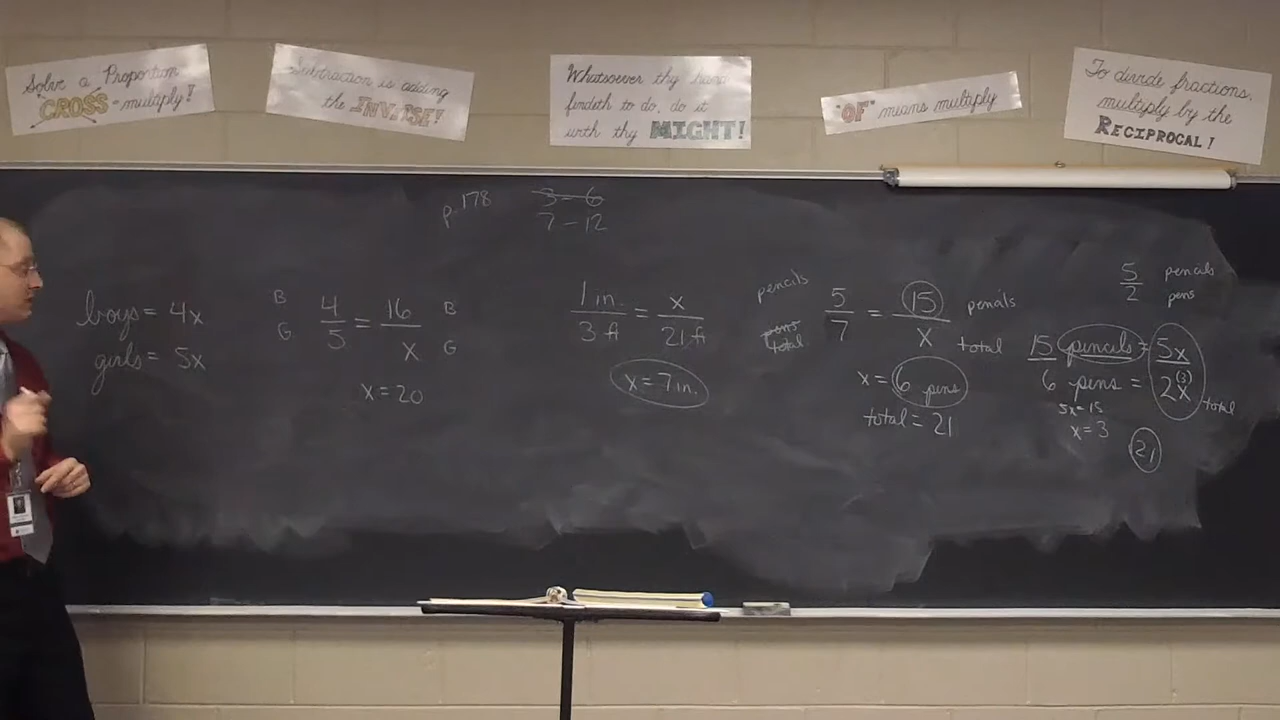 Solve a Proportion
CROSS-multiply!
Subtraction is adding
the INVERSE!
Whatsoever thy hand
findeth to do, do it
with thy MIGHT!
"OF" means multiply
To divide fractions,
multiply by the
RECIPROCAL!
p. 178
3-6
7-12
boys = 4x
girls = 5x
B 4/5 = 16/x B
G G
x = 20
1 in./3 ft = x/21 ft
x = 7 in.
pencils 5/7 = 15/x pencils
pens
total total
x = 6 pens
total = 21
5/2 pencils
pens
15 pencils = 5x
6 pens = 2x (3) total
5x = 15
x = 3
21